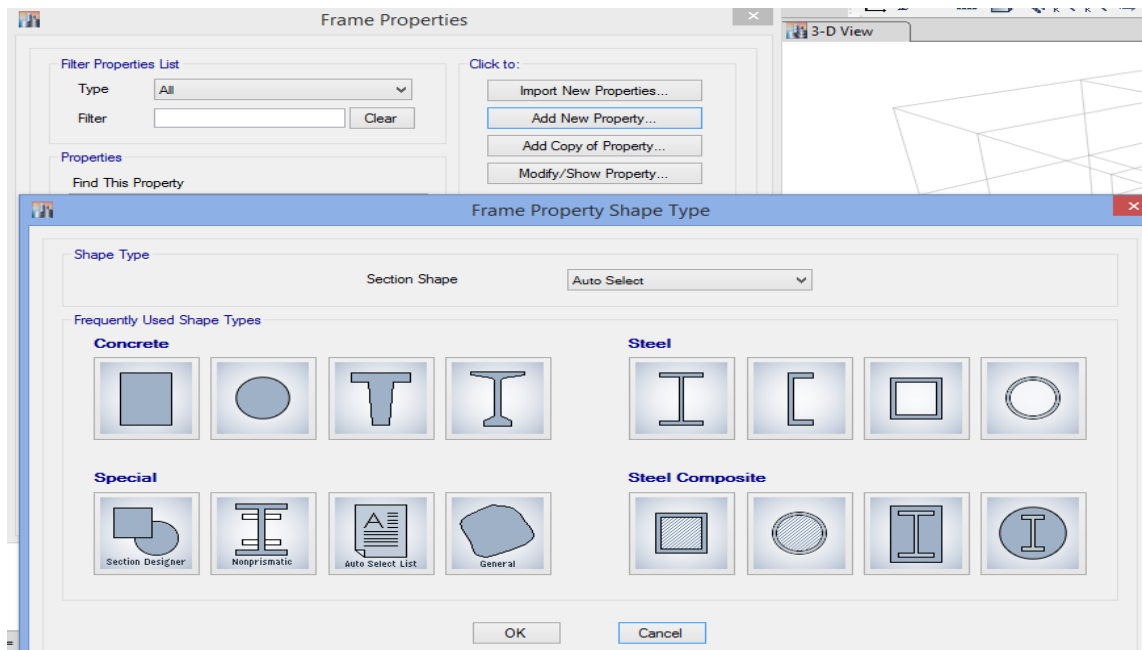 Frame Properties
3-D View
Filter Properties List
Type All
Filter Clear
Click to:
Import New Properties...
Add New Property...
Add Copy of Property...
Modify/Show Property...
Properties
Find This Property
Frame Property Shape Type
Shape Type
Section Shape Auto Select
Frequently Used Shape Types
Concrete
Steel
Special
Section Designer
Nonprismatic
A
Auto Select List
General
Steel Composite
OK
Cancel